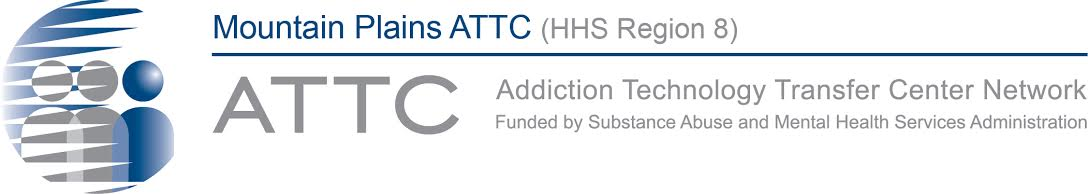 Mountain Plains ATTC (HHS Region 8)
ATTC
Addiction Technology Transfer Center Network
Funded by Substance Abuse and Mental Health Services Administration